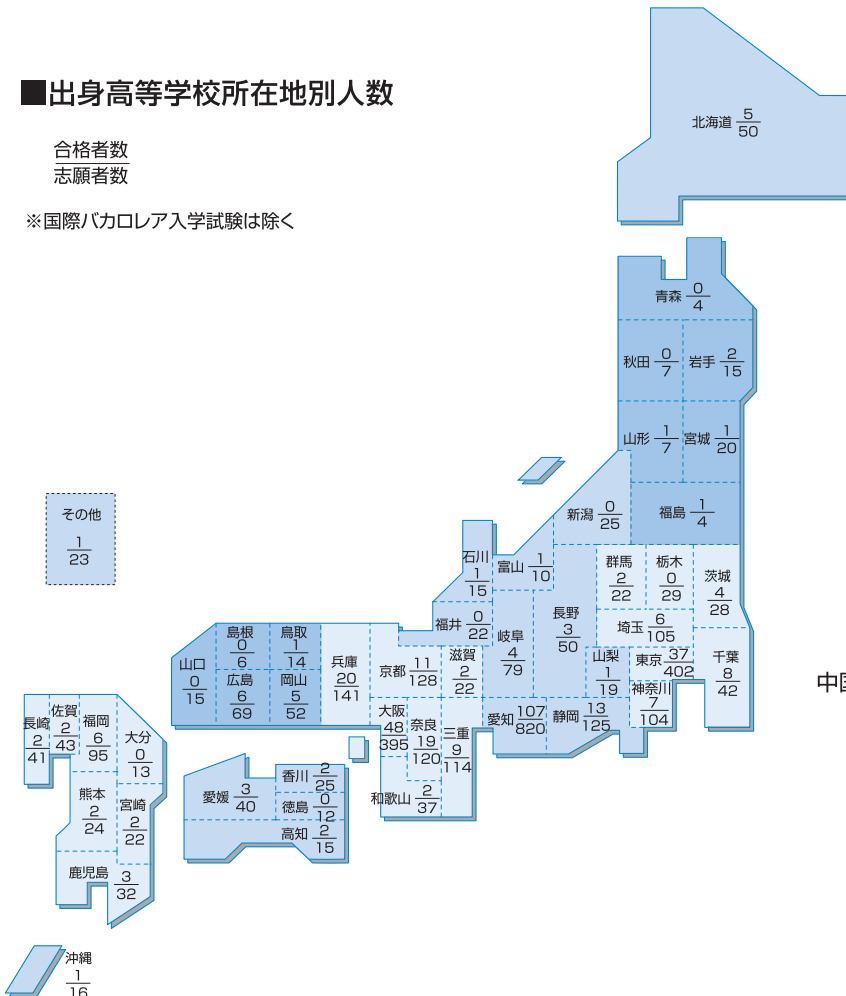 ■出身高等学校所在地別人数
合格者数
志願者数
※国際バカロレア入学試験は除く
北海道 5
50
青森 0
4
秋田 0
7
岩手 2
15
山形 1
7
宮城 1
20
福島 1
4
新潟 0
25
その他
1
23
石川
1
15
富山 1
10
福井 0
22
岐阜
4
79
長野
3
50
群馬
2
22
栃木
0
29
茨城
4
28
埼玉 6
105
山梨
1
19
東京 37
402
神奈川
7
104
千葉
8
42
愛知 107
820
静岡 13
125
島根
0
6
鳥取
1
14
山口
0
15
広島
6
69
岡山
5
52
兵庫
20
141
京都 11
128
滋賀
2
22
大阪
48
395
奈良
19
120
三重
9
114
和歌山 2
37
中
長崎
2
41
佐賀
2
43
福岡
6
95
大分
0
13
熊本
2
24
宮崎
2
22
鹿児島 3
32
沖縄
1
16
愛媛 3
40
香川 2
25
徳島 0
12
高知 2
15